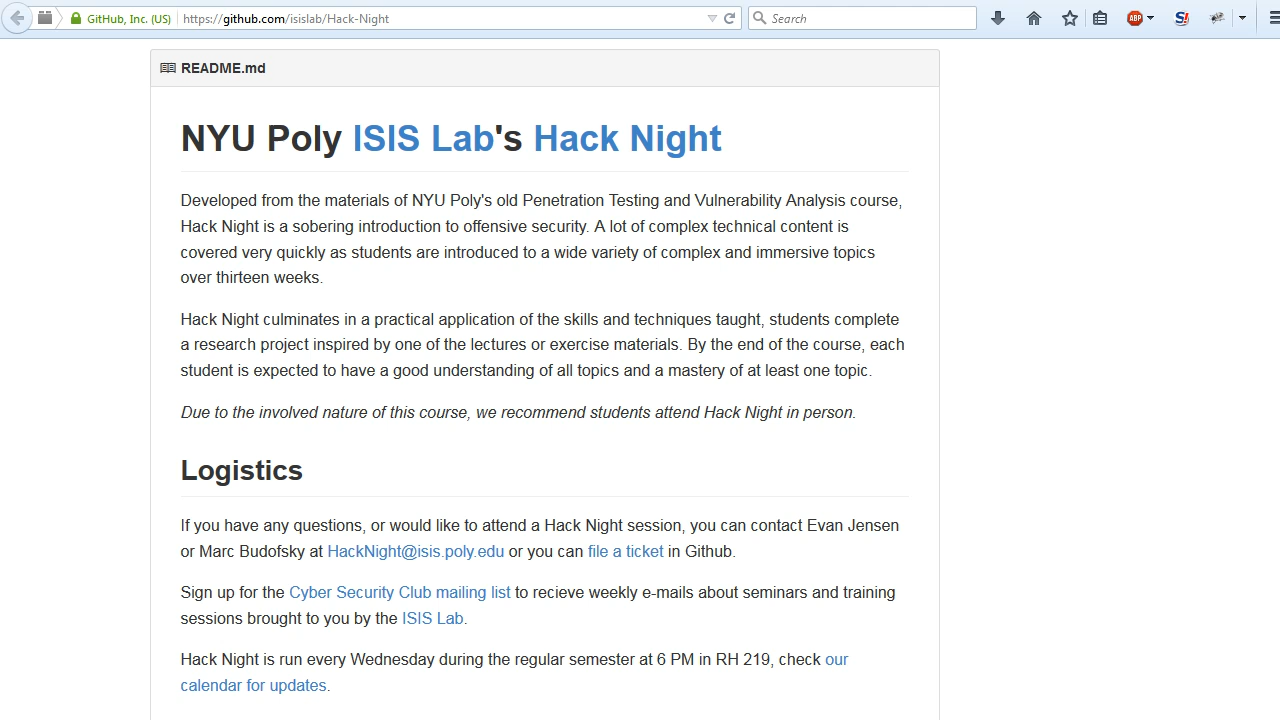 GitHub, Inc. (US)
https://github.com/isislab/Hack-Night
Search
ABP
S!
README.md
NYU Poly ISIS Lab's Hack Night
Developed from the materials of NYU Poly's old Penetration Testing and Vulnerability Analysis course,
Hack Night is a sobering introduction to offensive security. A lot of complex technical content is
covered very quickly as students are introduced to a wide variety of complex and immersive topics
over thirteen weeks.
Hack Night culminates in a practical application of the skills and techniques taught, students complete
a research project inspired by one of the lectures or exercise materials. By the end of the course, each
student is expected to have a good understanding of all topics and a mastery of at least one topic.
Due to the involved nature of this course, we recommend students attend Hack Night in person.
Logistics
If you have any questions, or would like to attend a Hack Night session, you can contact Evan Jensen
or Marc Budofsky at HackNight@isis.poly.edu or you can file a ticket in Github.
Sign up for the Cyber Security Club mailing list to recieve weekly e-mails about seminars and training
sessions brought to you by the ISIS Lab.
Hack Night is run every Wednesday during the regular semester at 6 PM in RH 219, check our
calendar for updates.